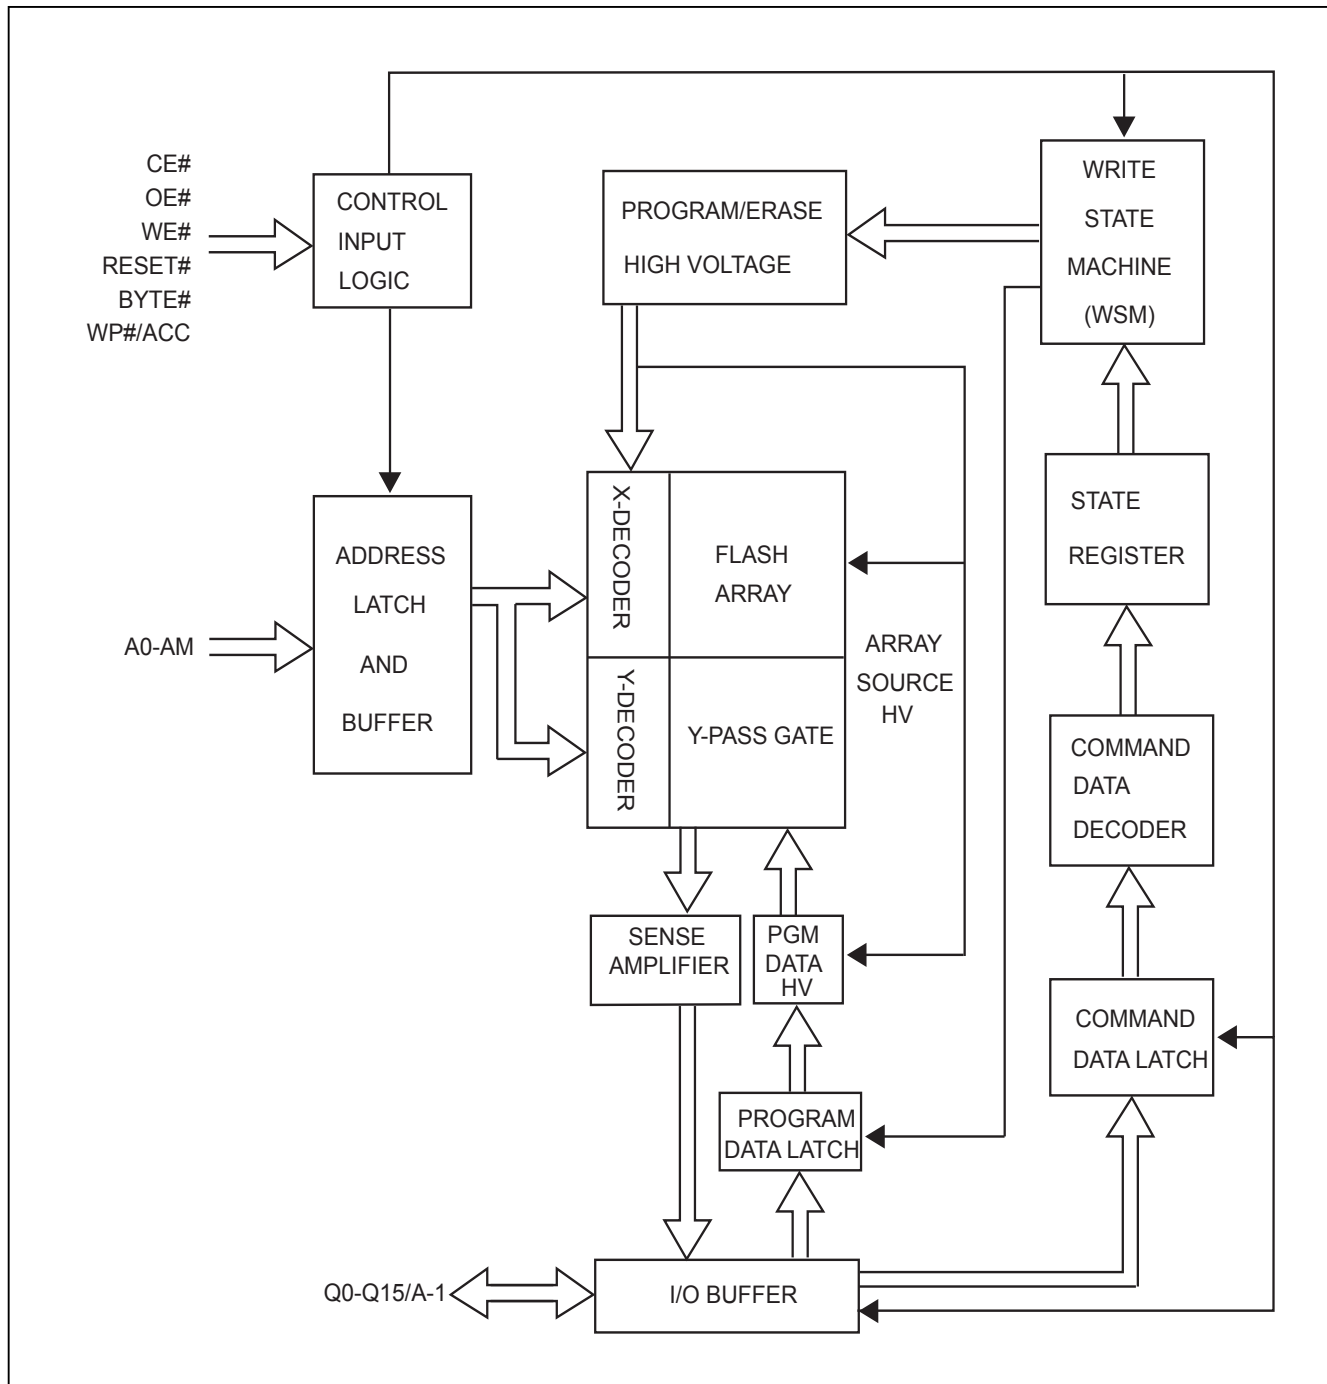 CE#
OE#
WE#
RESET#
BYTE#
WP#/ACC
CONTROL
INPUT
LOGIC
PROGRAM/ERASE
HIGH VOLTAGE
WRITE
STATE
MACHINE
(WSM)
STATE
REGISTER
A0-AM
ADDRESS
LATCH
AND
BUFFER
X-DECODER
FLASH
ARRAY
ARRAY
SOURCE
HV
Y-DECODER
Y-PASS GATE
COMMAND
DATA
DECODER
SENSE
AMPLIFIER
PGM
DATA
HV
COMMAND
DATA LATCH
PROGRAM
DATA LATCH
Q0-Q15/A-1
I/O BUFFER